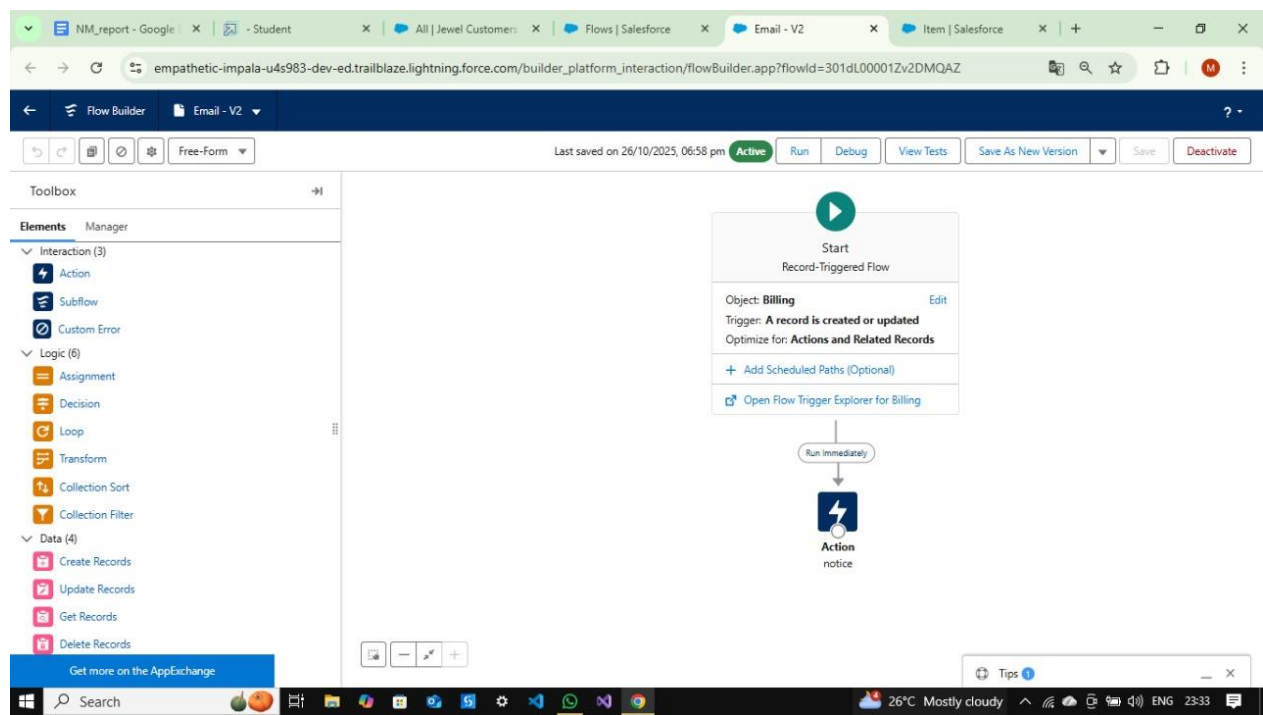 NM_report - Google
- Student
All | Jewel Customers
Flows | Salesforce
Email - V2
Item | Salesforce
empathetic-impala-u4s983-dev-ed.trailblaze.lightning.force.com/builder_platform_interaction/flowBuilder.app?flowId=301dL00001Zv2DMQAZ
M
Flow Builder
Email - V2
?
Free-Form
Last saved on 26/10/2025, 06:58 pm
Active
Run
Debug
View Tests
Save As New Version
Save
Deactivate
Toolbox
Elements
Manager
Interaction (3)
Action
Subflow
Custom Error
Logic (6)
Assignment
Decision
Loop
Transform
Collection Sort
Collection Filter
Data (4)
Create Records
Update Records
Get Records
Delete Records
Get more on the AppExchange
Start
Record-Triggered Flow
Object: Billing
Edit
Trigger: A record is created or updated
Optimize for: Actions and Related Records
+ Add Scheduled Paths (Optional)
Open Flow Trigger Explorer for Billing
Run Immediately
Action
notice
Tips 1
Search
26°C Mostly cloudy
ENG
23:33